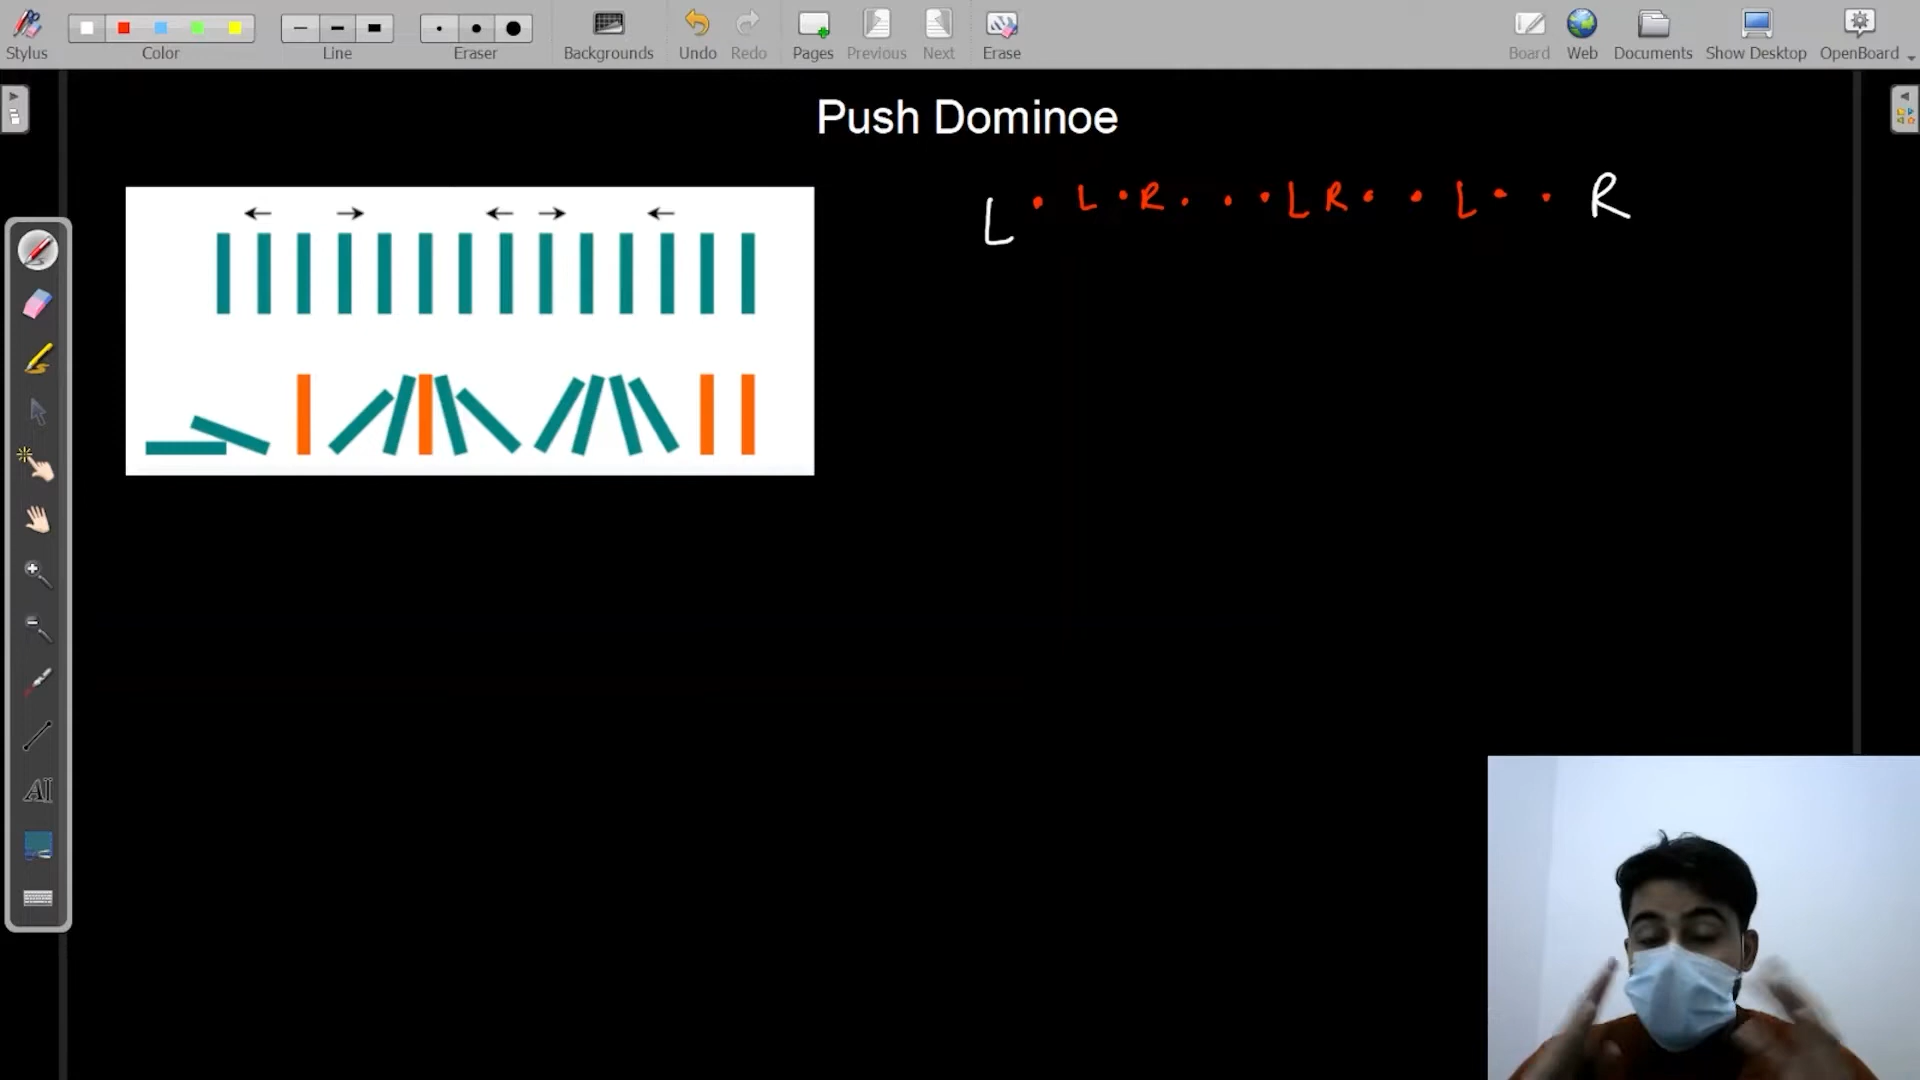 Stylus Color Line Eraser Backgrounds Undo Redo Pages Previous Next Erase Board Web Documents Show Desktop OpenBoard
Push Dominoe
L . L . R . . . L R . . L . . R
AI